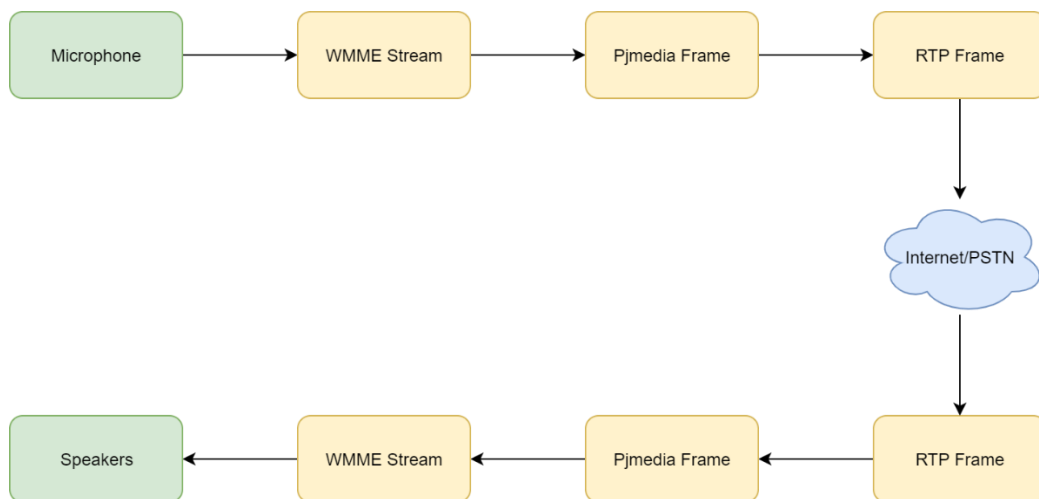 Microphone
WMME Stream
Pjmedia Frame
RTP Frame
Internet/PSTN
Speakers
WMME Stream
Pjmedia Frame
RTP Frame